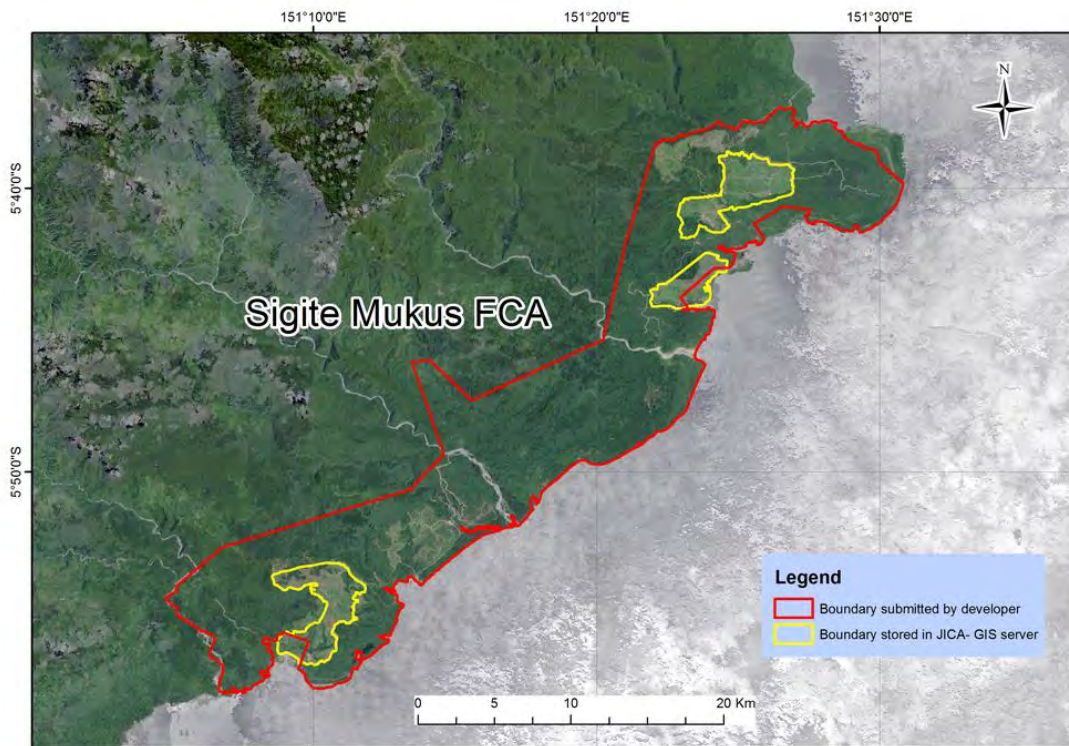 151°10'0"E
151°20'0"E
151°30'0"E
N
5°40'0"S
Sigite Mukus FCA
5°50'0"S
Legend
Boundary submitted by developer
Boundary stored in JICA- GIS server
0 5 10 20 Km